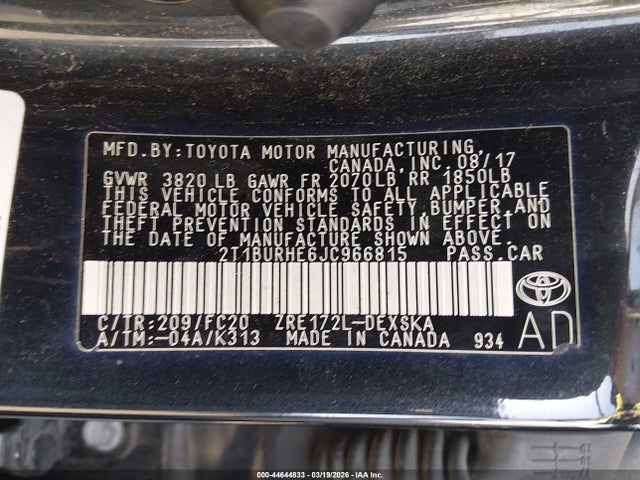 MFD.BY:TOYOTA MOTOR MANUFACTURING,
CANADA,INC.08/17
GVWR 3820 LB GAWR FR 2070LB RR 1850LB
THIS VEHICLE CONFORMS TO ALL APPLICABLE
FEDERAL MOTOR VEHICLE SAFETY, BUMPER, AND
THEFT PREVENTION STANDARDS IN EFFECT ON
THE DATE OF MANUFACTURE SHOWN ABOVE.
2T1BURHE6JC966815 PASS.CAR
C/TR:209/FC20 ZRE172L-DEXSKA
A/TM:-04A/K313 MADE IN CANADA 934
AD
000-44644833 - 03/19/2026 - IAA Inc.